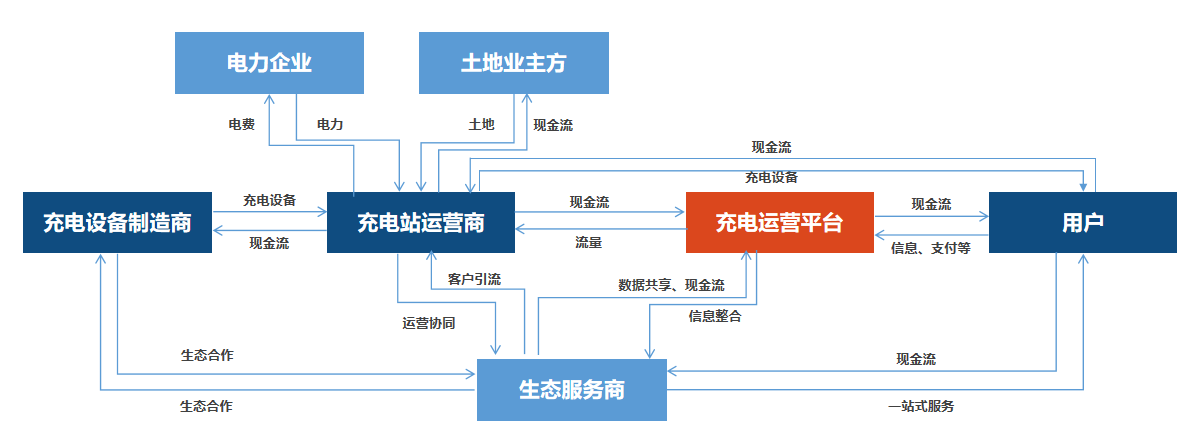 电力企业
土地业主方
电费
电力
土地
现金流
现金流
充电设备
充电设备制造商
充电设备
现金流
充电站运营商
现金流
流量
充电运营平台
现金流
信息、支付等
用户
客户引流
运营协同
数据共享、现金流
信息整合
生态合作
生态合作
生态服务商
现金流
一站式服务